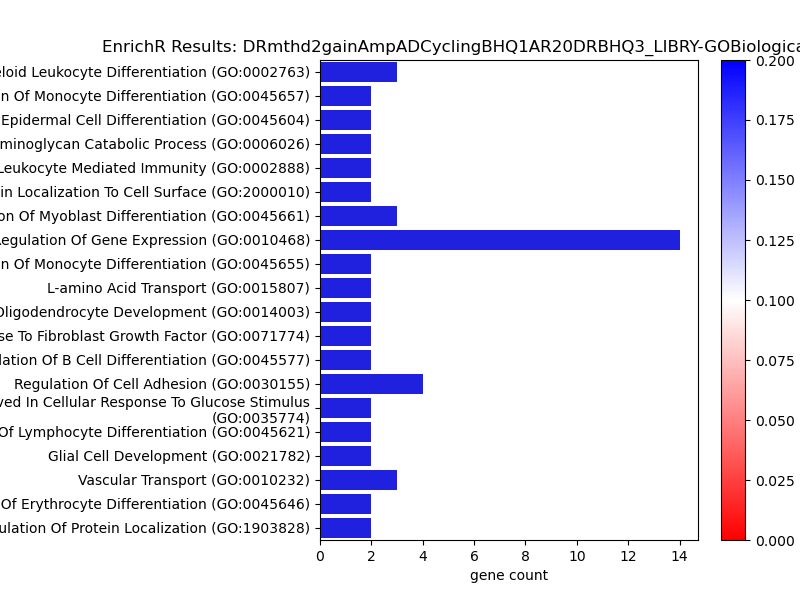 EnrichR Results: DRmthd2gainAmpADCyclingBHQ1AR20DRBHQ3_LIBRY-GOBiologica
eloid Leukocyte Differentiation (GO:0002763)
n Of Monocyte Differentiation (GO:0045657)
Epidermal Cell Differentiation (GO:0045604)
minoglycan Catabolic Process (GO:0006026)
Leukocyte Mediated Immunity (GO:0002888)
in Localization To Cell Surface (GO:2000010)
on Of Myoblast Differentiation (GO:0045661)
Regulation Of Gene Expression (GO:0010468)
n Of Monocyte Differentiation (GO:0045655)
L-amino Acid Transport (GO:0015807)
Oligodendrocyte Development (GO:0014003)
se To Fibroblast Growth Factor (GO:0071774)
lation Of B Cell Differentiation (GO:0045577)
Regulation Of Cell Adhesion (GO:0030155)
ved In Cellular Response To Glucose Stimulus
(GO:0035774)
Of Lymphocyte Differentiation (GO:0045621)
Glial Cell Development (GO:0021782)
Vascular Transport (GO:0010232)
Of Erythrocyte Differentiation (GO:0045646)
ulation Of Protein Localization (GO:1903828)
0 2 4 6 8 10 12 14
gene count
0.200
0.175
0.150
0.125
0.100
0.075
0.050
0.025
0.000